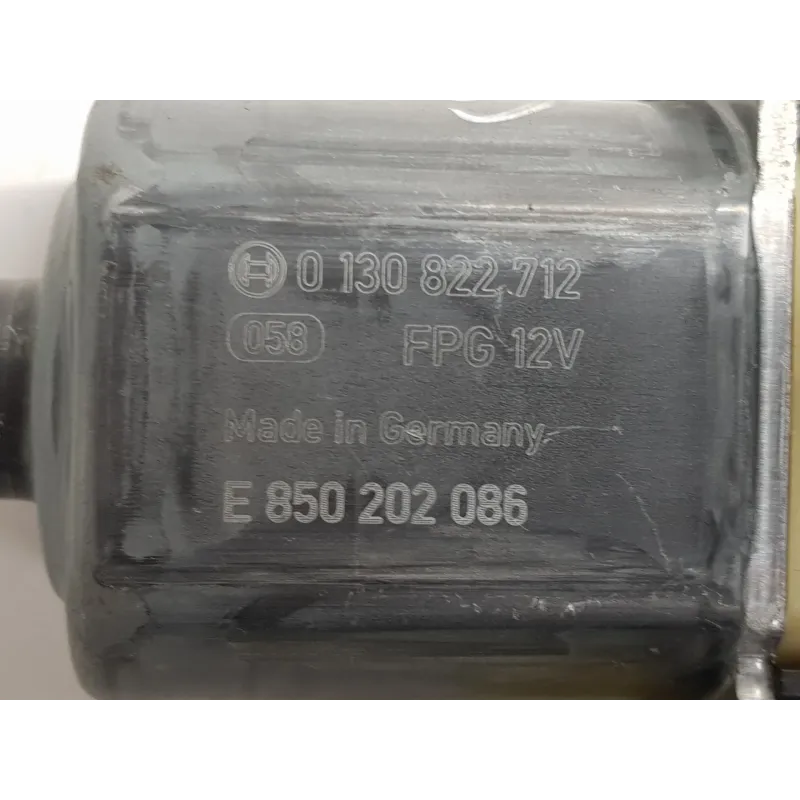 0 130 822 712
058 FPG 12V
Made in Germany
E 850 202 086